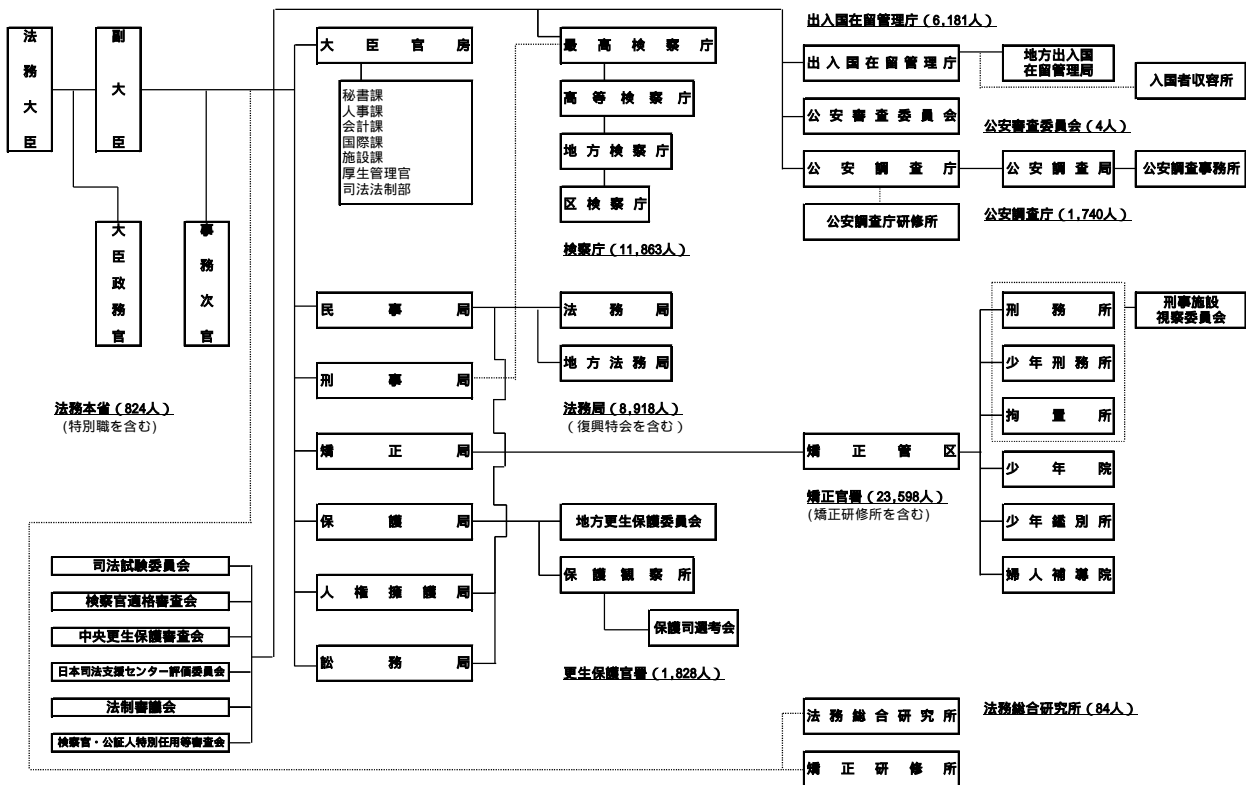 法務大臣
副大臣
大臣政務官
事務次官
法務本省(824人)
(特別職を含む)
司法試験委員会
検察官適格審査会
中央更生保護審査会
日本司法支援センター評価委員会
法制審議会
検察官・公証人特別任用等審査会
大臣官房
秘書課
人事課
会計課
国際課
施設課
厚生管理官
司法法制部
民事局
刑事局
矯正局
保護局
人権擁護局
訟務局
最高検察庁
高等検察庁
地方検察庁
区検察庁
検察庁(11,863人)
法務局
地方法務局
法務局(8,918人)
(復興特会を含む)
地方更生保護委員会
保護観察所
保護司選考会
更生保護官署(1,828人)
出入国在留管理庁(6,181人)
出入国在留管理庁
地方出入国
在留管理局
入国者収容所
公安審査委員会
公安審査委員会(4人)
公安調査庁
公安調査局
公安調査事務所
公安調査庁研修所
公安調査庁(1,740人)
矯正管区
矯正官署(23,598人)
(矯正研修所を含む)
刑務所
少年刑務所
拘置所
少年院
少年鑑別所
婦人補導院
刑事施設
視察委員会
法務総合研究所
法務総合研究所(84人)
矯正研修所